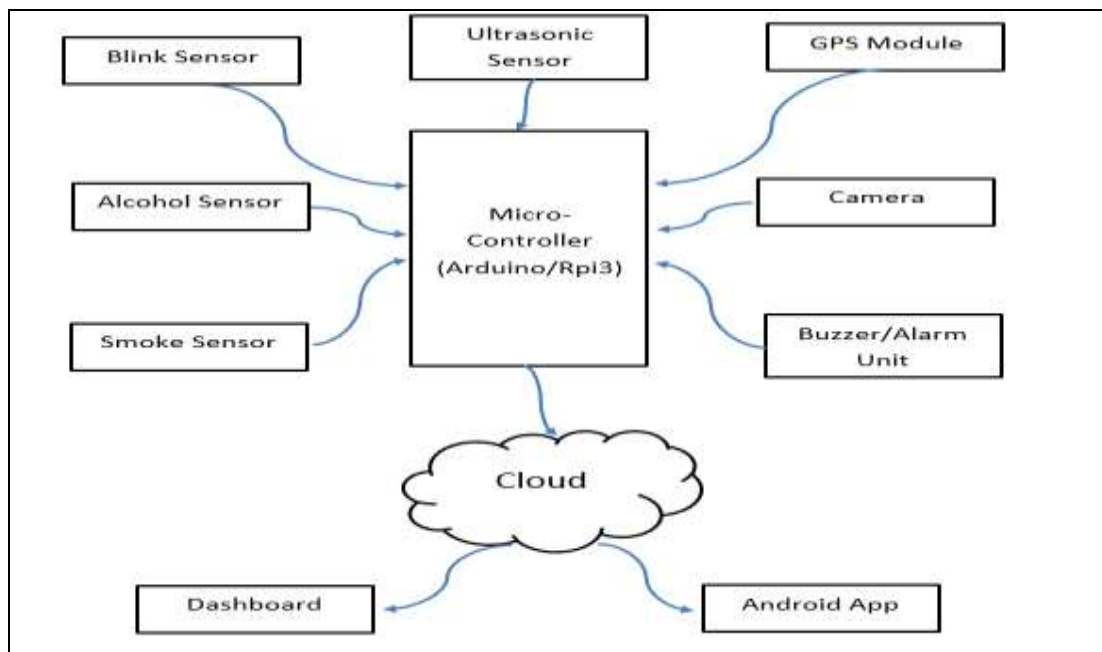 Blink Sensor
Ultrasonic
Sensor
GPS Module
Alcohol Sensor
Micro-
Controller
(Arduino/Rpi3)
Camera
Smoke Sensor
Buzzer/Alarm
Unit
Cloud
Dashboard
Android App